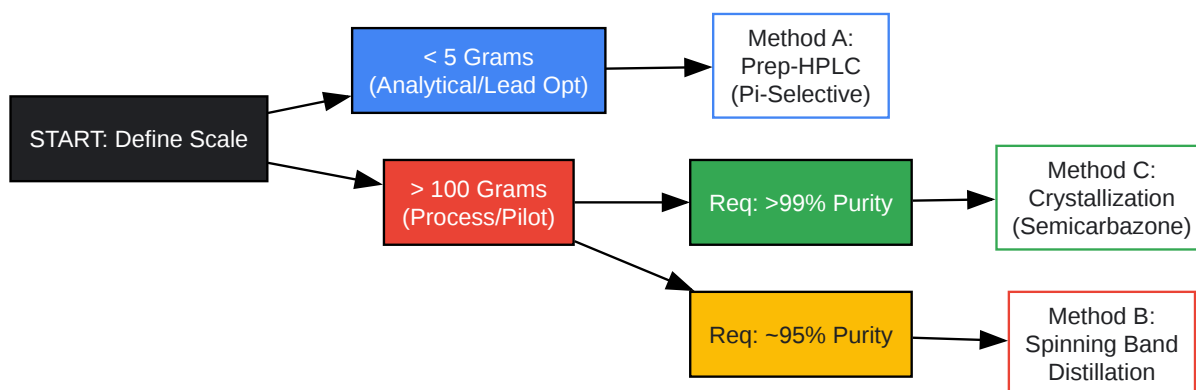 START: Define Scale
< 5 Grams
(Analytical/Lead Opt)
Method A:
Prep-HPLC
(Pi-Selective)
> 100 Grams
(Process/Pilot)
Req: >99% Purity
Method C:
Crystallization
(Semicarbazone)
Req: ~95% Purity
Method B:
Spinning Band
Distillation